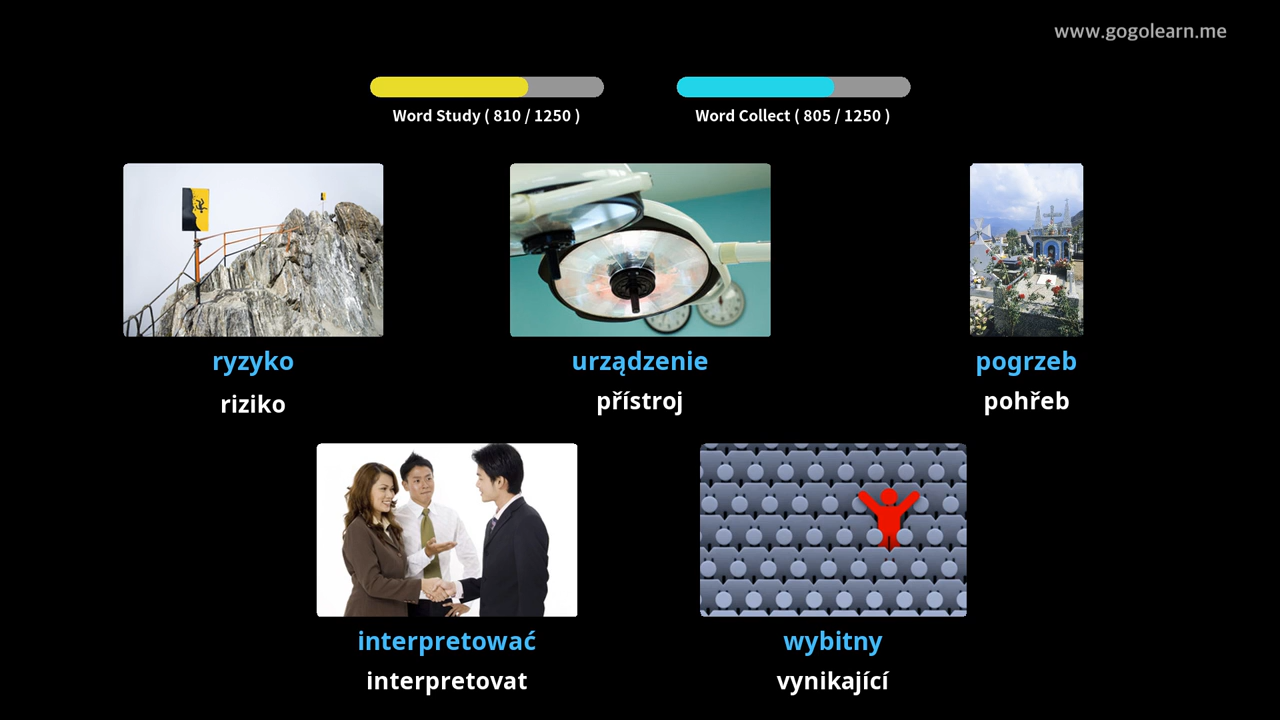 www.gogolearn.me
Word Study ( 810 / 1250 )
Word Collect ( 805 / 1250 )
ryzyko
riziko
urządzenie
přístroj
pogrzeb
pohřeb
interpretować
interpretovat
wybitny
vynikající